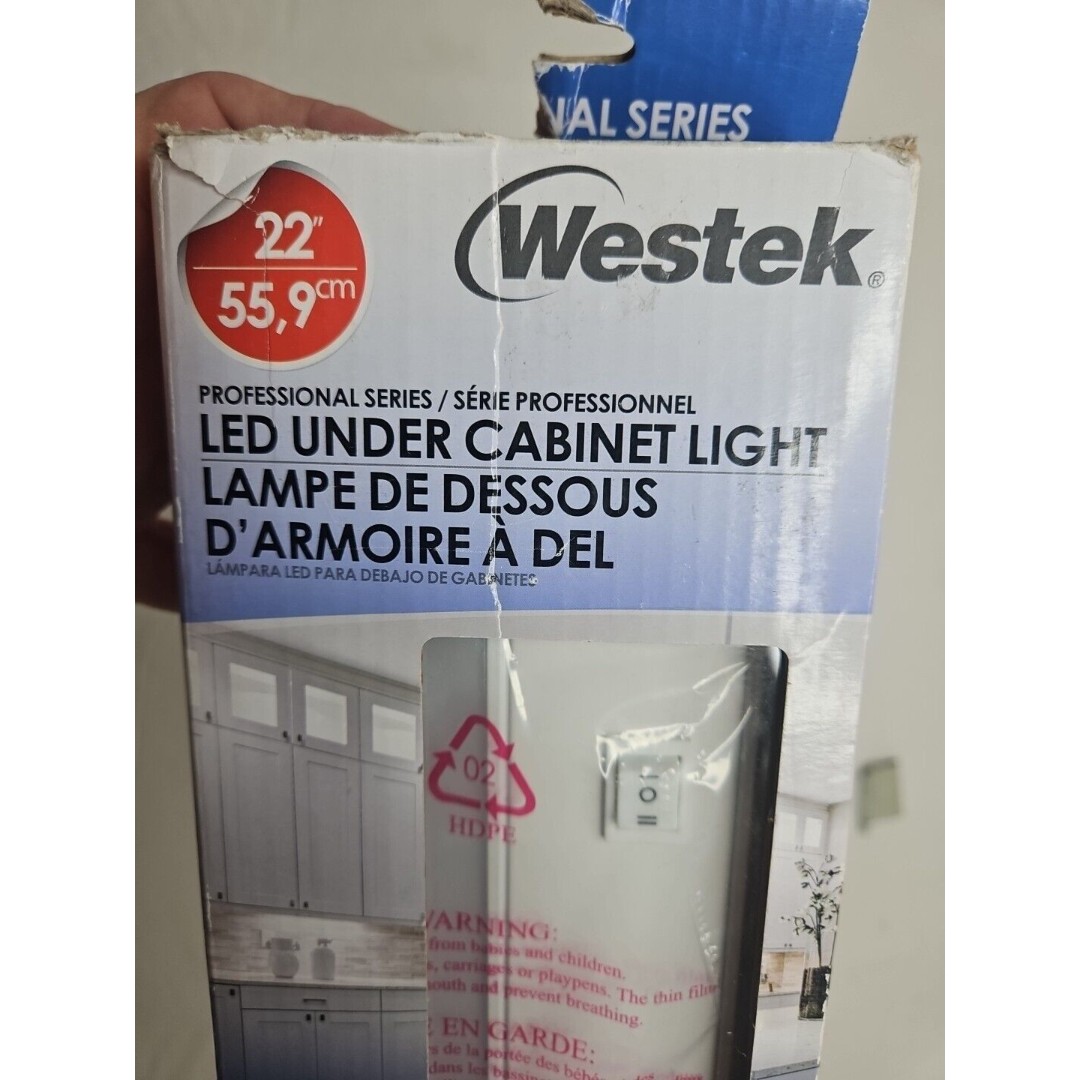 NAL SERIES
22"
55,9cm
Westek®
PROFESSIONAL SERIES / SÉRIE PROFESSIONNEL
LED UNDER CABINET LIGHT
LAMPE DE DESSOUS
D'ARMOIRE À DEL
LÁMPARA LED PARA DEBAJO DE GABINETES
I O II
02
HDPE
WARNING:
from babies and children.
s, carriages or playpens. The thin film
outh and prevent breathing.
E EN GARDE:
s de la portée des bébés
dans les